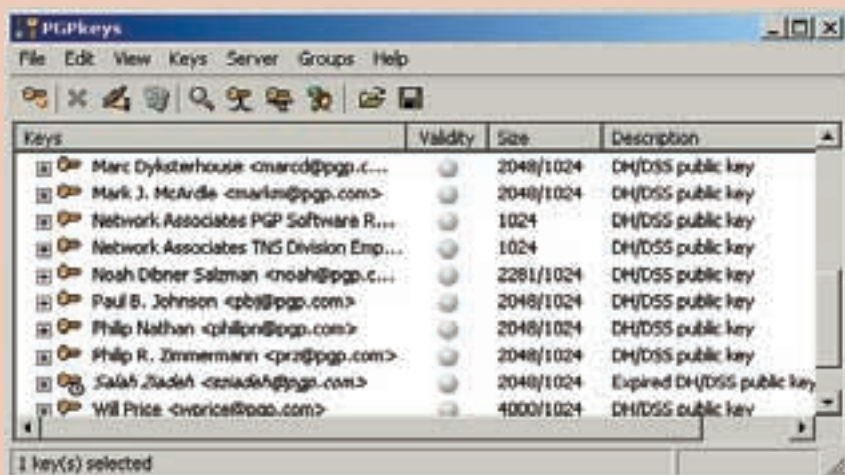 PGPkeys
File Edit View Keys Server Groups Help
Keys Validity Size Description
Marc Dyksterhouse <marcd@pgp.c... 2048/1024 DH/DSS public key
Mark J. McArdle <markm@pgp.com> 2048/1024 DH/DSS public key
Network Associates PGP Software R... 1024 DH/DSS public key
Network Associates TNS Division Emp... 1024 DH/DSS public key
Noah Dibner Salzman <noah@pgp.c... 2281/1024 DH/DSS public key
Paul B. Johnson <pbj@pgp.com> 2048/1024 DH/DSS public key
Philip Nathan <philipn@pgp.com> 2048/1024 DH/DSS public key
Philip R. Zimmermann <prz@pgp.com> 2048/1024 DH/DSS public key
Salah Ziadeh <sziadeh@pgp.com> 2048/1024 Expired DH/DSS public key
Will Price <wprice@pgp.com> 4000/1024 DH/DSS public key
1 key(s) selected